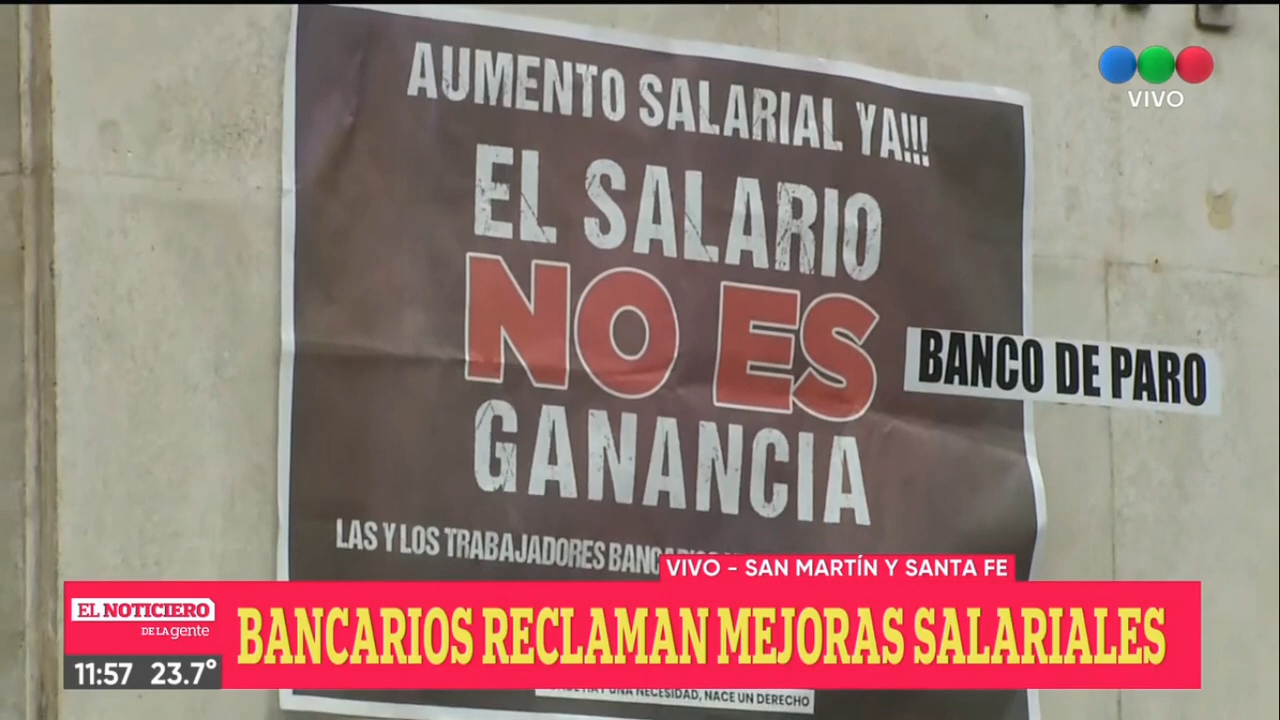 AUMENTO SALARIAL YA!!!
EL SALARIO
NO ES
GANANCIA
BANCO DE PARO
LAS Y LOS TRABAJADORES
VIVO
VIVO - SAN MARTÍN Y SANTA FE
EL NOTICIERO
DE LA gente
BANCARIOS RECLAMAN MEJORAS SALARIALES
11:57 23.7°
UNA NECESIDAD, NACE UN DERECHO